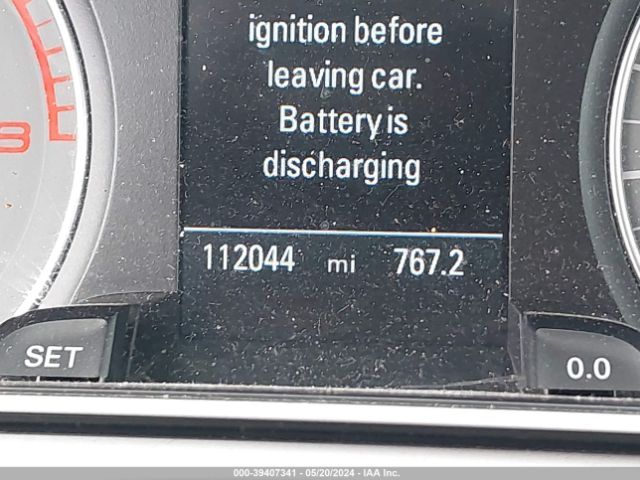 ignition before
leaving car.
Battery is
discharging
8
112044 mi 767.2
SET
0.0
000-39407341 - 05/20/2024 - IAA Inc.